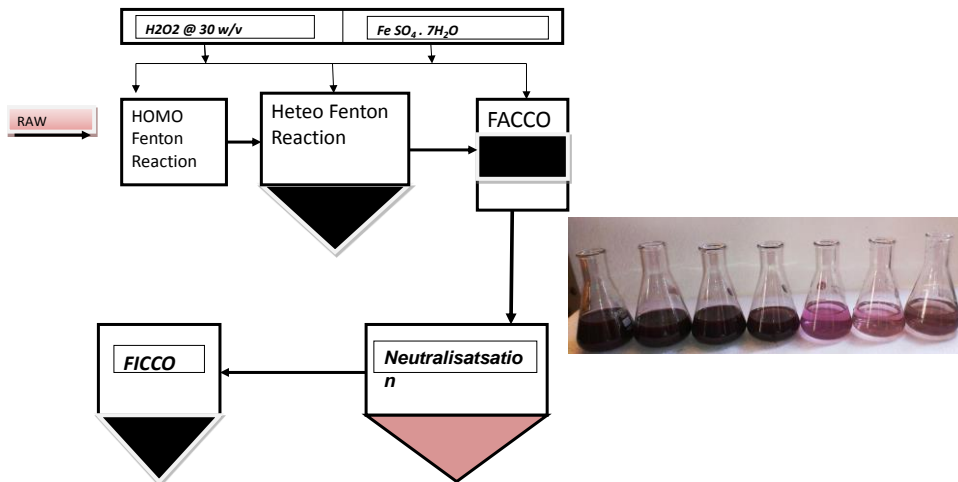 H2O2 @ 30 w/v
Fe SO₄ . 7H₂O
RAW
HOMO
Fenton
Reaction
Heteo Fenton
Reaction
FACCO
FICCO
Neutralisatsatio
n